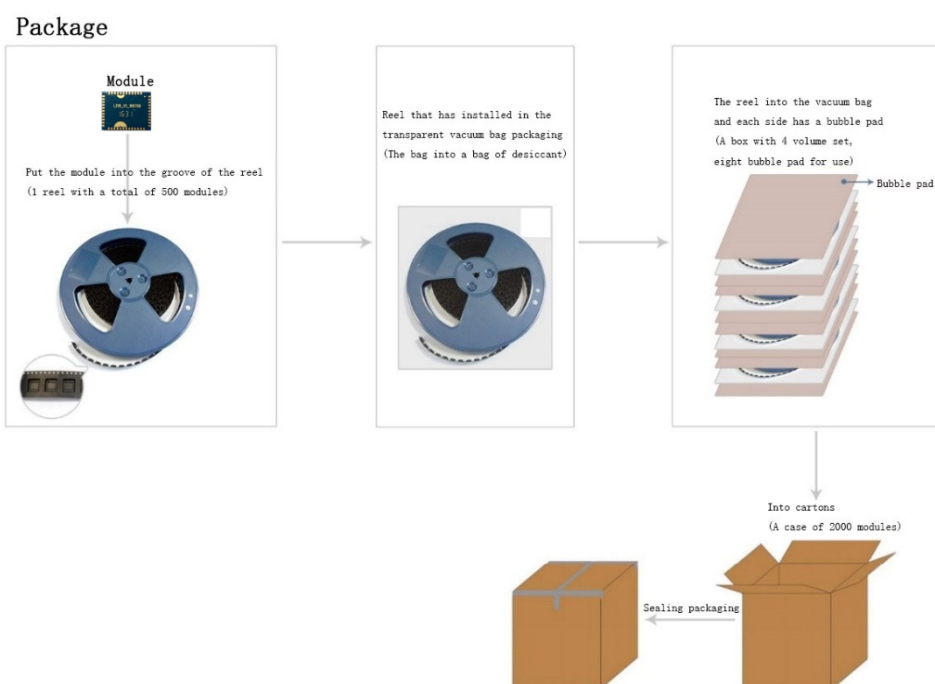 Package
Module
Put the module into the groove of the reel
(1 reel with a total of 500 modules)
Reel that has installed in the
transparent vacuum bag packaging
(The bag into a bag of desiccant)
The reel into the vacuum bag
and each side has a bubble pad
(A box with 4 volume set,
eight bubble pad for use)
Bubble pad
Into cartons
(A case of 2000 modules)
Sealing packaging